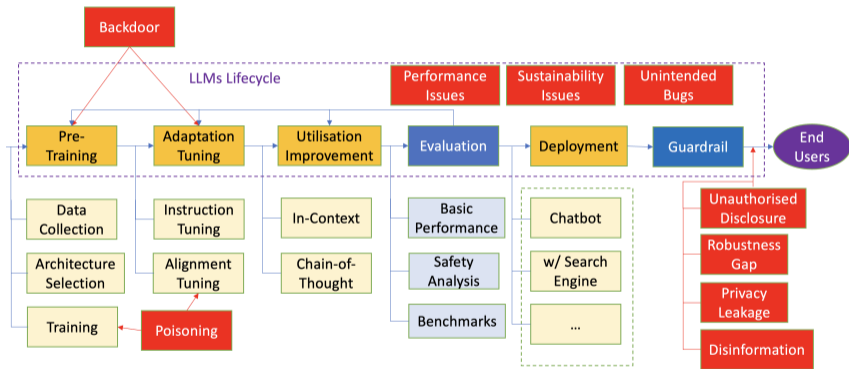 Backdoor
LLMs Lifecycle
Performance
Issues
Sustainability
Issues
Unintended
Bugs
Pre-
Training
Adaptation
Tuning
Utilisation
Improvement
Evaluation
Deployment
Guardrail
End
Users
Data
Collection
Architecture
Selection
Training
Instruction
Tuning
Alignment
Tuning
Poisoning
In-Context
Chain-of-
Thought
Basic
Performance
Safety
Analysis
Benchmarks
Chatbot
w/ Search
Engine
...
Unauthorised
Disclosure
Robustness
Gap
Privacy
Leakage
Disinformation